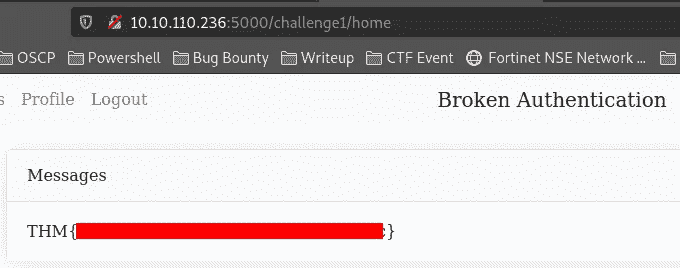 10.10.110.236:5000/challenge1/home
OSCP Powershell Bug Bounty Writeup CTF Event Fortinet NSE Network ...
s Profile Logout Broken Authentication
Messages
THM{ }